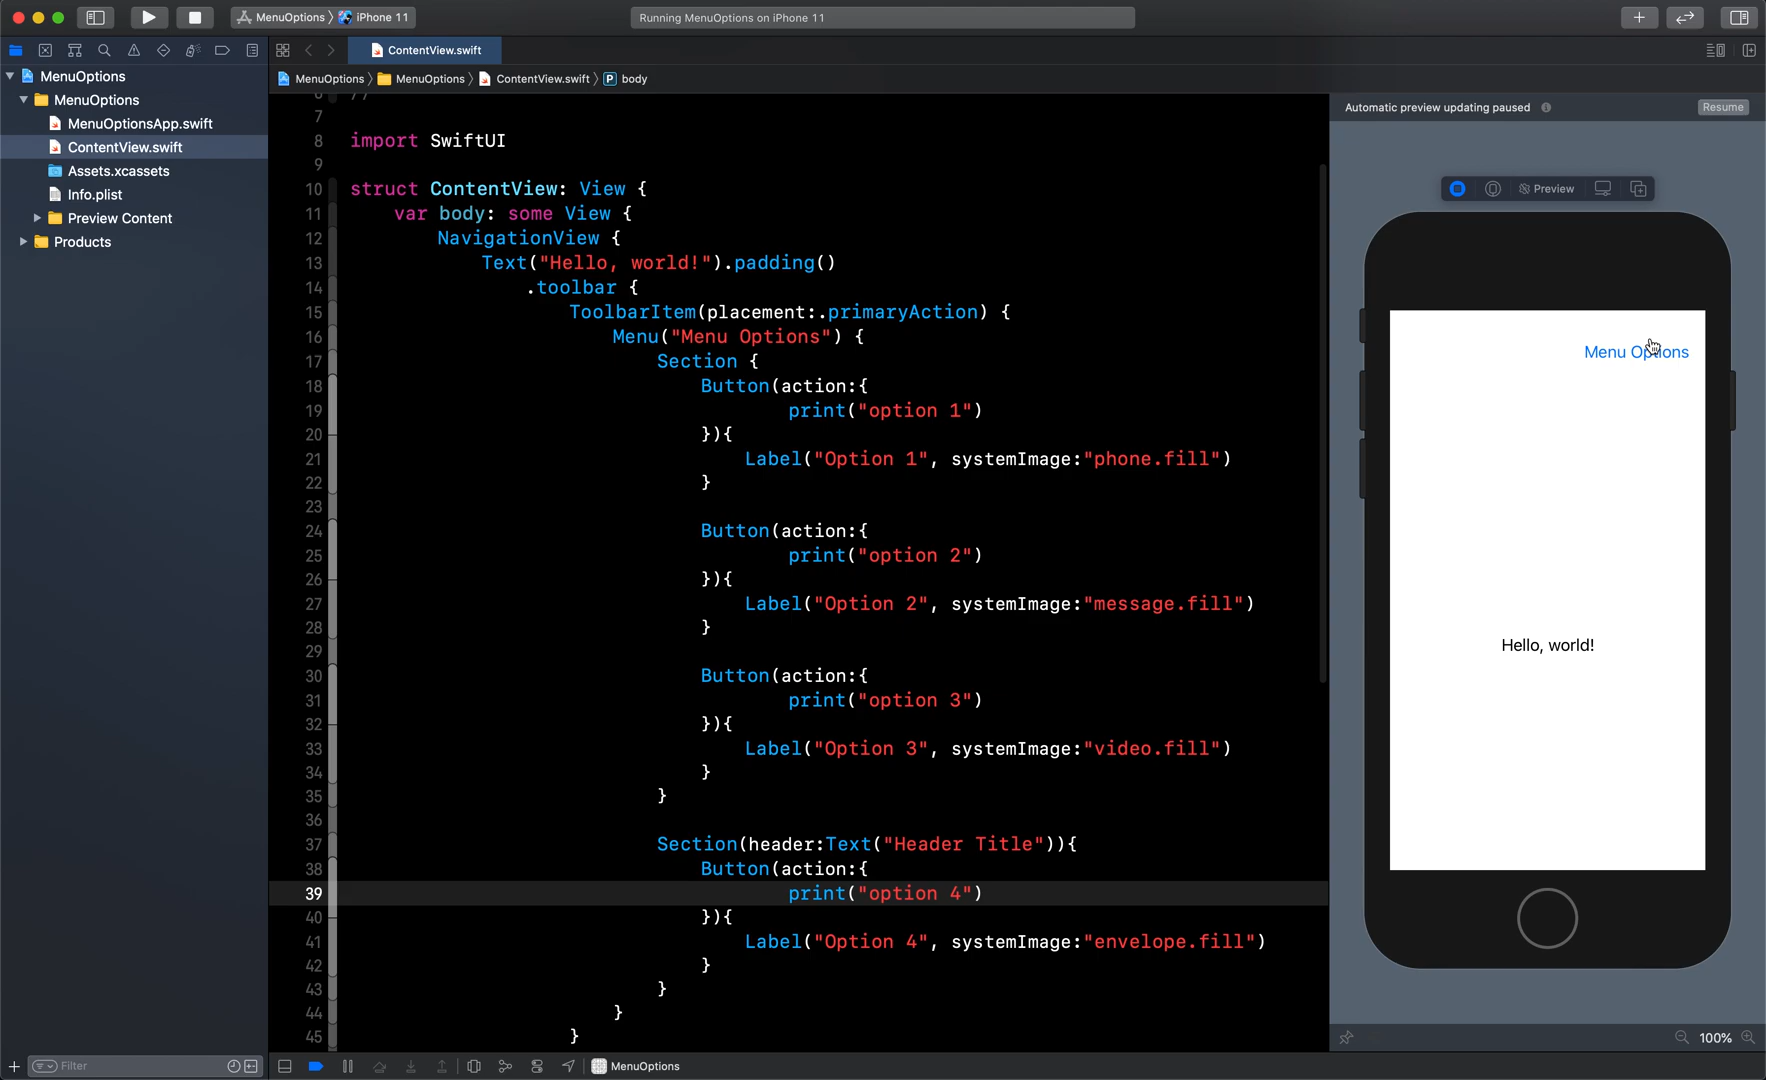 MenuOptions 〉 iPhone 11
Running MenuOptions on iPhone 11
ContentView.swift
MenuOptions 〉 MenuOptions 〉 ContentView.swift 〉 P body
MenuOptions
MenuOptions
MenuOptionsApp.swift
ContentView.swift
Assets.xcassets
Info.plist
Preview Content
Products
7
8 import SwiftUI
9
10 struct ContentView: View {
11 var body: some View {
12 NavigationView {
13 Text("Hello, world!").padding()
14 .toolbar {
15 ToolbarItem(placement:.primaryAction) {
16 Menu("Menu Options") {
17 Section {
18 Button(action:{
19 print("option 1")
20 }){
21 Label("Option 1", systemImage:"phone.fill")
22 }
23
24 Button(action:{
25 print("option 2")
26 }){
27 Label("Option 2", systemImage:"message.fill")
28 }
29
30 Button(action:{
31 print("option 3")
32 }){
33 Label("Option 3", systemImage:"video.fill")
34 }
35 }
36
37 Section(header:Text("Header Title")){
38 Button(action:{
39 print("option 4")
40 }){
41 Label("Option 4", systemImage:"envelope.fill")
42 }
43 }
44 }
45 }
Automatic preview updating paused
Resume
Preview
Menu Options
Hello, world!
100%
Filter
MenuOptions